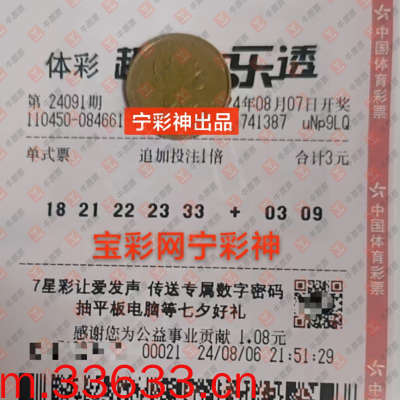 体彩 超 乐透
第 24091期 24年08月07日开奖
110450-084661 741387 uNp9LQ
宁彩神出品
单式票 追加投注1倍 合计3元
18 21 22 23 33 + 03 09
宝彩网宁彩神
7星彩让爱发声 传送专属数字密码
抽平板电脑等七夕好礼
感谢您为公益事业贡献 1.08元
00021 24/08/06 21:51:29
m.33633.cn
中国体育彩票
中国体育彩票